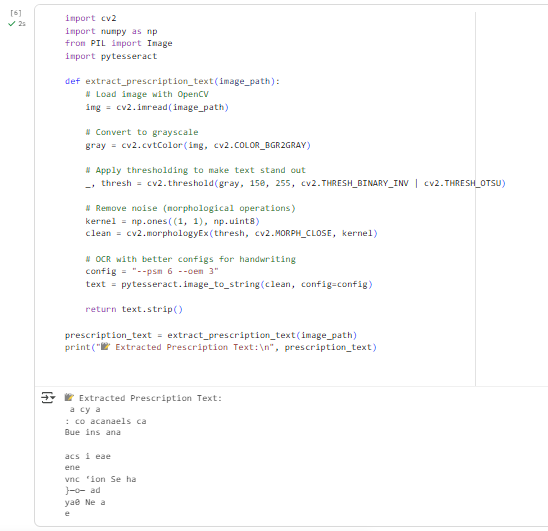 [6]
✓ 2s
import cv2
import numpy as np
from PIL import Image
import pytesseract

def extract_prescription_text(image_path):
    # Load image with OpenCV
    img = cv2.imread(image_path)

    # Convert to grayscale
    gray = cv2.cvtColor(img, cv2.COLOR_BGR2GRAY)

    # Apply thresholding to make text stand out
    _, thresh = cv2.threshold(gray, 150, 255, cv2.THRESH_BINARY_INV | cv2.THRESH_OTSU)

    # Remove noise (morphological operations)
    kernel = np.ones((1, 1), np.uint8)
    clean = cv2.morphologyEx(thresh, cv2.MORPH_CLOSE, kernel)

    # OCR with better configs for handwriting
    config = "--psm 6 --oem 3"
    text = pytesseract.image_to_string(clean, config=config)

    return text.strip()

prescription_text = extract_prescription_text(image_path)
print("📝 Extracted Prescription Text:\n", prescription_text)

📝 Extracted Prescription Text:
 a cy a
: co acanaels ca
Bue ins ana

acs i eae
ene
vnc ‘ion Se ha
}—o— ad
ya0 Ne a
e